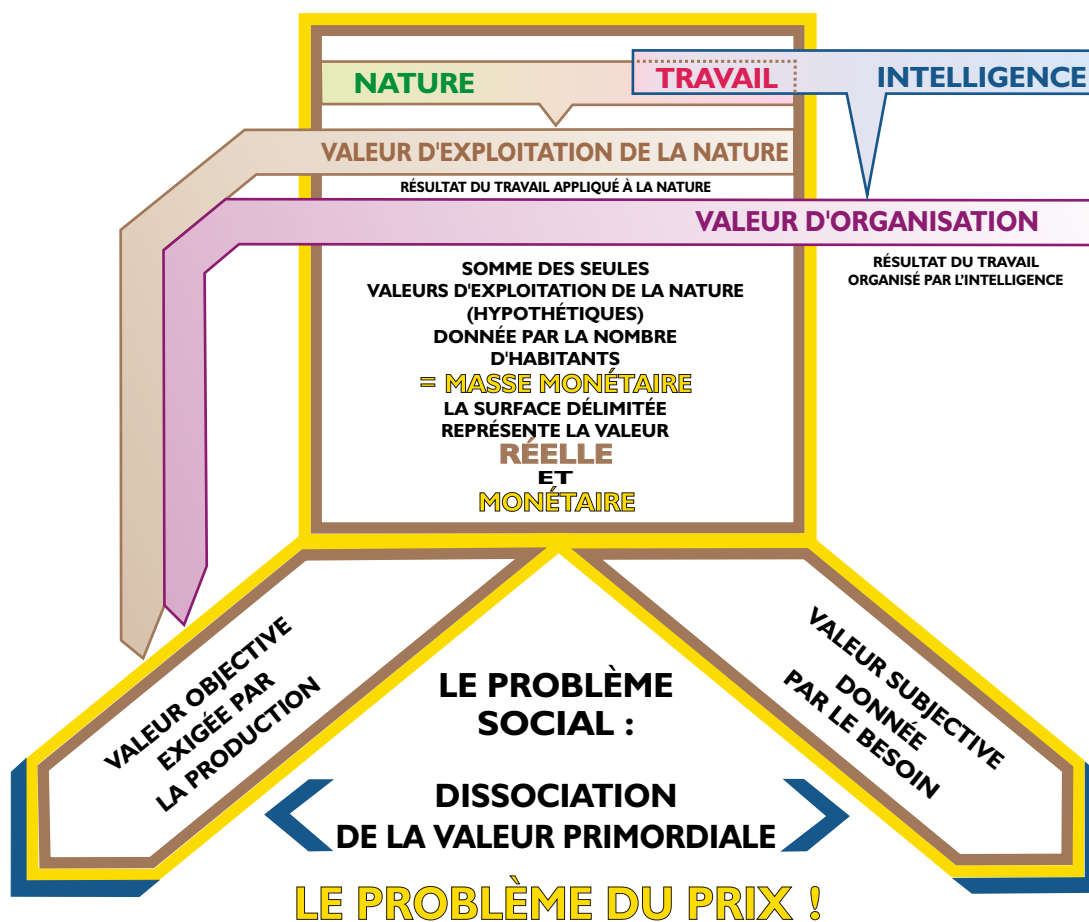 NATURE
TRAVAIL
INTELLIGENCE
VALEUR D'EXPLOITATION DE LA NATURE
RÉSULTAT DU TRAVAIL APPLIQUÉ À LA NATURE
VALEUR D'ORGANISATION
RÉSULTAT DU TRAVAIL
ORGANISÉ PAR L'INTELLIGENCE
SOMME DES SEULES
VALEURS D'EXPLOITATION DE LA NATURE
(HYPOTHÉTIQUES)
DONNÉE PAR LA NOMBRE
D'HABITANTS
= MASSE MONÉTAIRE
LA SURFACE DÉLIMITÉE
REPRÉSENTE LA VALEUR
RÉELLE
ET
MONÉTAIRE
VALEUR OBJECTIVE
EXIGÉE PAR
LA PRODUCTION
LE PROBLÈME
SOCIAL :
DISSOCIATION
DE LA VALEUR PRIMORDIALE
VALEUR SUBJECTIVE
DONNÉE
PAR LE BESOIN
LE PROBLÈME DU PRIX !